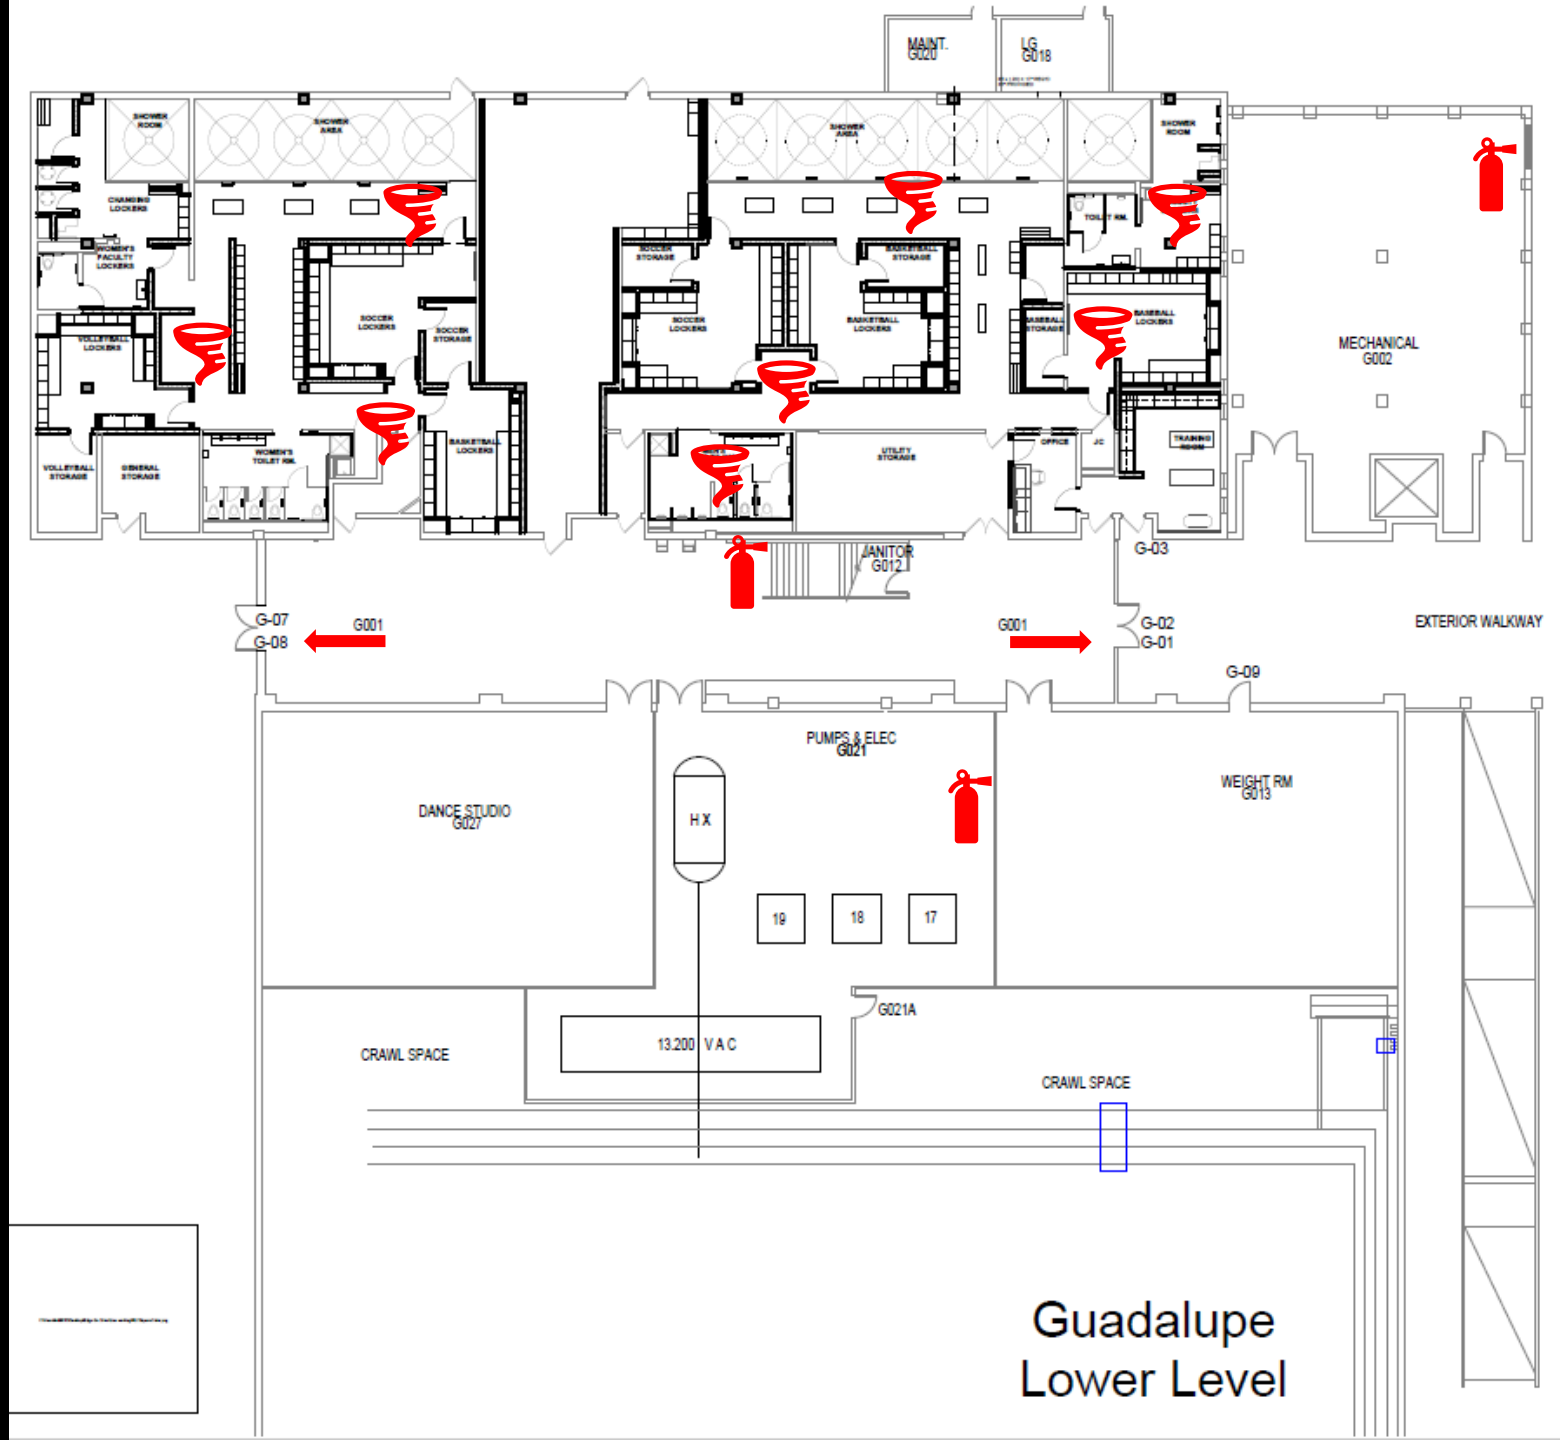 MAINT.
G020
LG
G018
SHOWER
ROOM
SHOWER
AREA
SHOWER
AREA
SHOWER
ROOM
CHANGING
LOCKERS
TOILET RM.
WOMEN'S
FACULTY
LOCKERS
SOCCER
STORAGE
BASKETBALL
STORAGE
VOLLEYBALL
LOCKERS
SOCCER
LOCKERS
SOCCER
STORAGE
SOCCER
LOCKERS
BASKETBALL
LOCKERS
BASEBALL
STORAGE
BASEBALL
LOCKERS
MECHANICAL
G002
VOLLEYBALL
STORAGE
GENERAL
STORAGE
WOMEN'S
TOILET RM.
BASKETBALL
LOCKERS
UTILITY
STORAGE
OFFICE
JC
TRAINING
ROOM
JANITOR
G012
G-03
G-07
G-08
G001
G001
G-02
G-01
EXTERIOR WALKWAY
G-09
PUMPS & ELEC
G021
DANCE STUDIO
G027
H X
WEIGHT RM
G013
19
18
17
G021A
13.200 V A C
CRAWL SPACE
CRAWL SPACE
Guadalupe
Lower Level